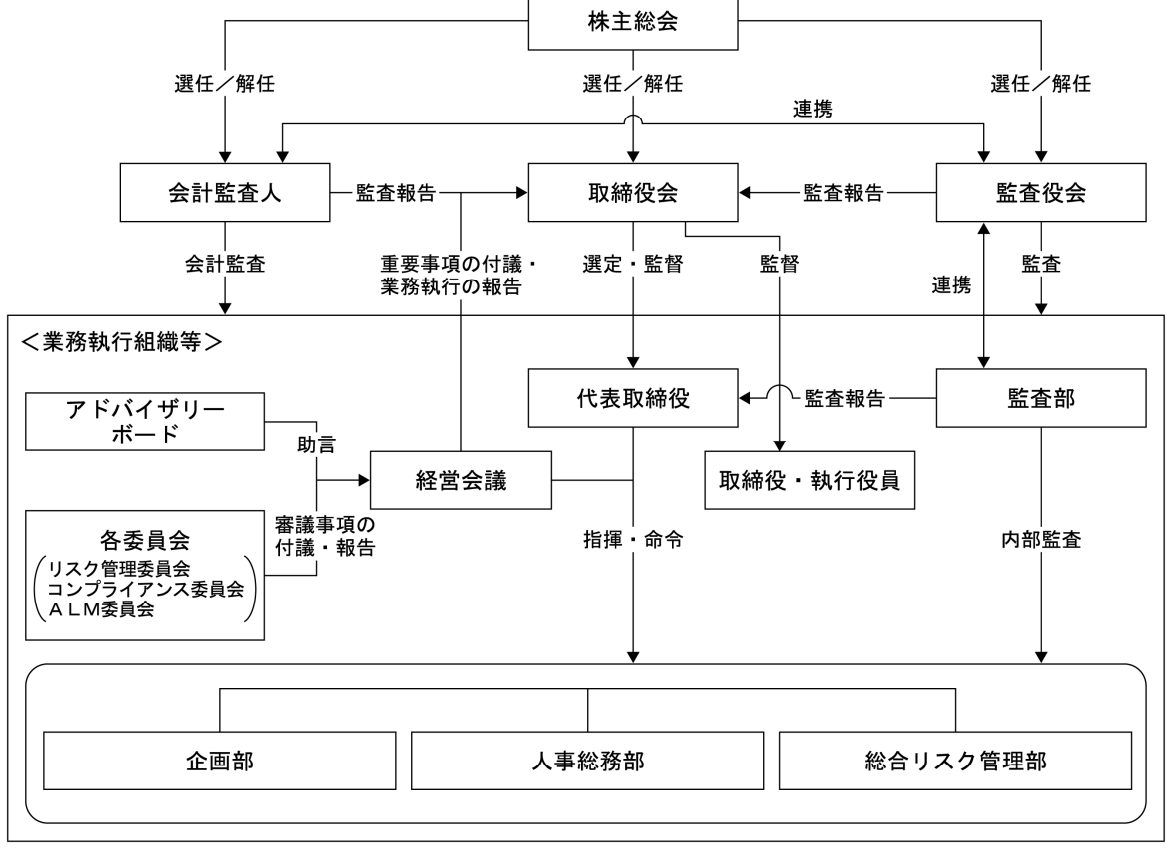 株主総会
選任／解任
選任／解任
選任／解任
連携
会計監査人
監査報告
取締役会
監査報告
監査役会
会計監査
重要事項の付議・
業務執行の報告
選定・監督
監督
連携
監査
＜業務執行組織等＞
アドバイザリー
ボード
助言
代表取締役
監査報告
監査部
経営会議
取締役・執行役員
各委員会
リスク管理委員会
コンプライアンス委員会
ＡＬＭ委員会
審議事項の
付議・報告
指揮・命令
内部監査
企画部
人事総務部
総合リスク管理部